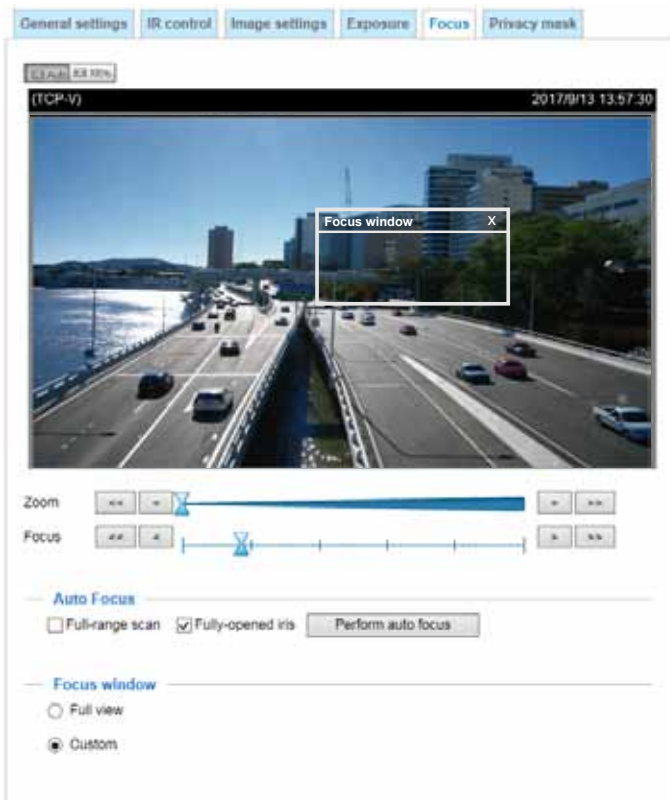 General settings IR control Image settings Exposure Focus Privacy mask
Auto
(TCP-V) 2017/9/13 13:57:30
Focus window X
Zoom << >>
Focus << < > >>
Auto Focus
Full-range scan Fully-opened iris Perform auto focus
Focus window
Full view
Custom